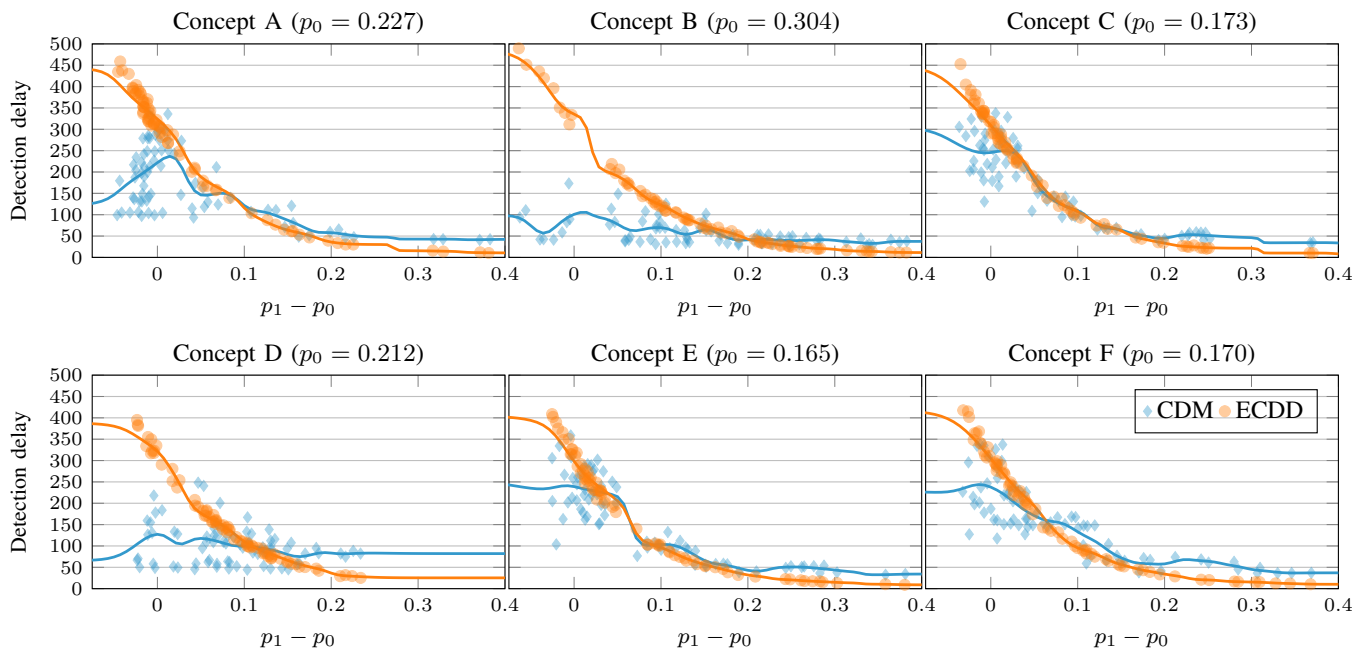 Concept A (p₀ = 0.227)
Concept B (p₀ = 0.304)
Concept C (p₀ = 0.173)
Detection delay
500
450
400
350
300
250
200
150
100
50
0
0 0.1 0.2 0.3 0.4
0 0.1 0.2 0.3 0.4
0 0.1 0.2 0.3 0.4
p₁ − p₀
p₁ − p₀
p₁ − p₀
Concept D (p₀ = 0.212)
Concept E (p₀ = 0.165)
Concept F (p₀ = 0.170)
Detection delay
500
450
400
350
300
250
200
150
100
50
0
CDM ECDD
0 0.1 0.2 0.3 0.4
0 0.1 0.2 0.3 0.4
0 0.1 0.2 0.3 0.4
p₁ − p₀
p₁ − p₀
p₁ − p₀